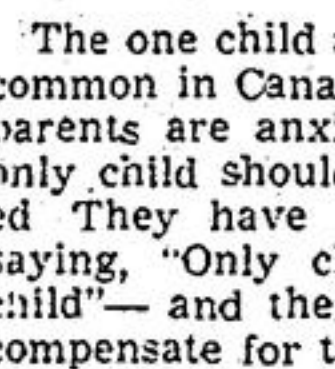 The one child
common in Cana
parents are anxi
only child should
ed They have
saying, "Only c
child"— and the
compensate for t